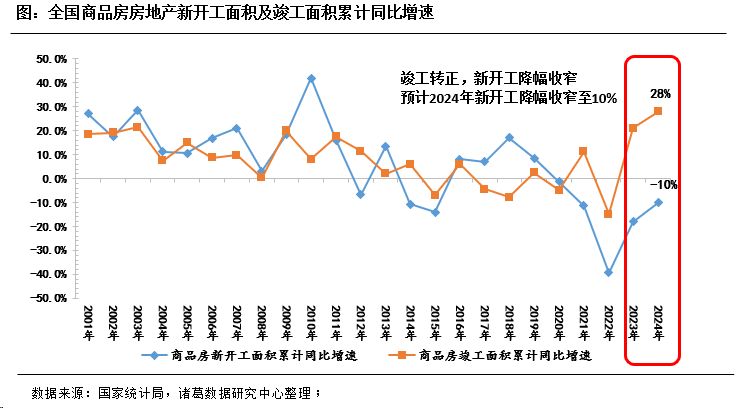 图：全国商品房房地产新开工面积及竣工面积累计同比增速
50.0%
40.0%
30.0%
20.0%
10.0%
0.0%
-10.0%
-20.0%
-30.0%
-40.0%
-50.0%
竣工转正，新开工降幅收窄
预计2024年新开工降幅收窄至10%
28%
-10%
2001年
2002年
2003年
2004年
2005年
2006年
2007年
2008年
2009年
2010年
2011年
2012年
2013年
2014年
2015年
2016年
2017年
2018年
2019年
2020年
2021年
2022年
2023年
2024年
商品房新开工面积累计同比增速
商品房竣工面积累计同比增速
数据来源：国家统计局，诸葛数据研究中心整理；